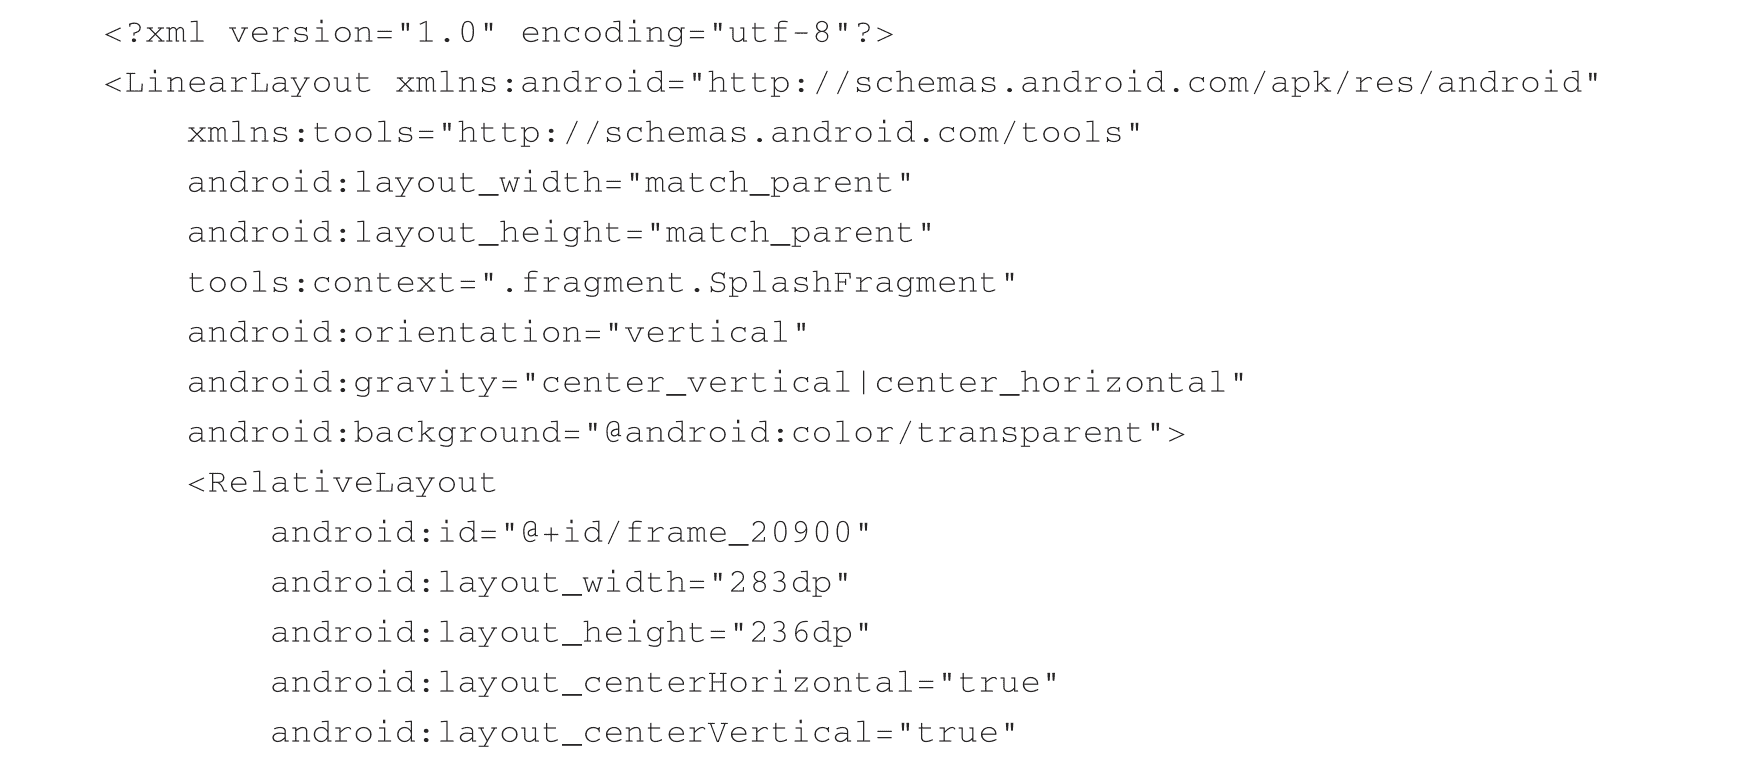 <?xml version="1.0" encoding="utf-8"?>
<LinearLayout xmlns:android="http://schemas.android.com/apk/res/android"
    xmlns:tools="http://schemas.android.com/tools"
    android:layout_width="match_parent"
    android:layout_height="match_parent"
    tools:context=".fragment.SplashFragment"
    android:orientation="vertical"
    android:gravity="center_vertical|center_horizontal"
    android:background="@android:color/transparent">
    <RelativeLayout
        android:id="@+id/frame_20900"
        android:layout_width="283dp"
        android:layout_height="236dp"
        android:layout_centerHorizontal="true"
        android:layout_centerVertical="true"